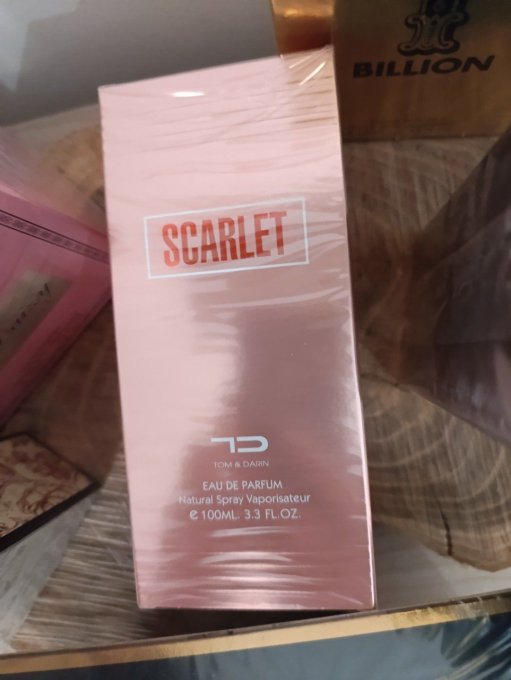 BILLION
SCARLET
TD
TOM & DARIN
EAU DE PARFUM
Natural Spray Vaporisateur
e 100ML. 3.3 FL.OZ.